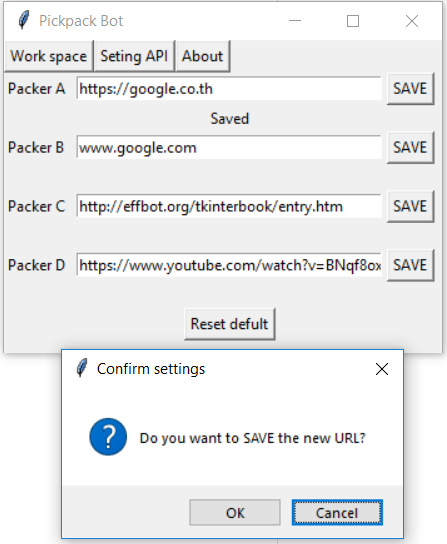 Pickpack Bot
Work space Seting API About
Packer A https://google.co.th SAVE
Saved
Packer B www.google.com SAVE
Packer C http://effbot.org/tkinterbook/entry.htm SAVE
Packer D https://www.youtube.com/watch?v=BNqf8ox SAVE
Reset defult
Confirm settings
Do you want to SAVE the new URL?
OK Cancel